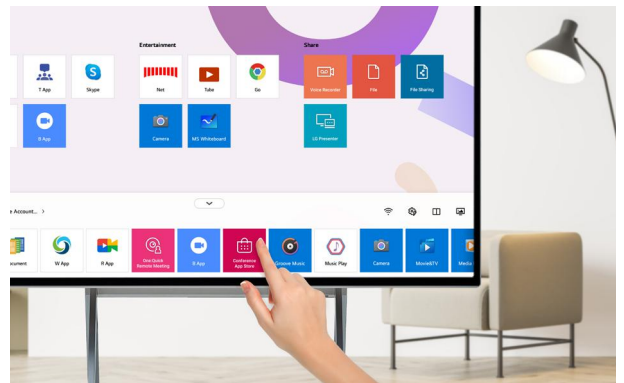 Entertainment
Share
T App
Skype
Net
Tube
Go
Voice Recorder
File
File Sharing
B App
Camera
MS Whiteboard
LG Presenter
e Account... >
ocument
W App
R App
One:Quick
Remote Meeting
B App
Conference
App Store
Groove Music
Music Play
Camera
Movie&TV
Media